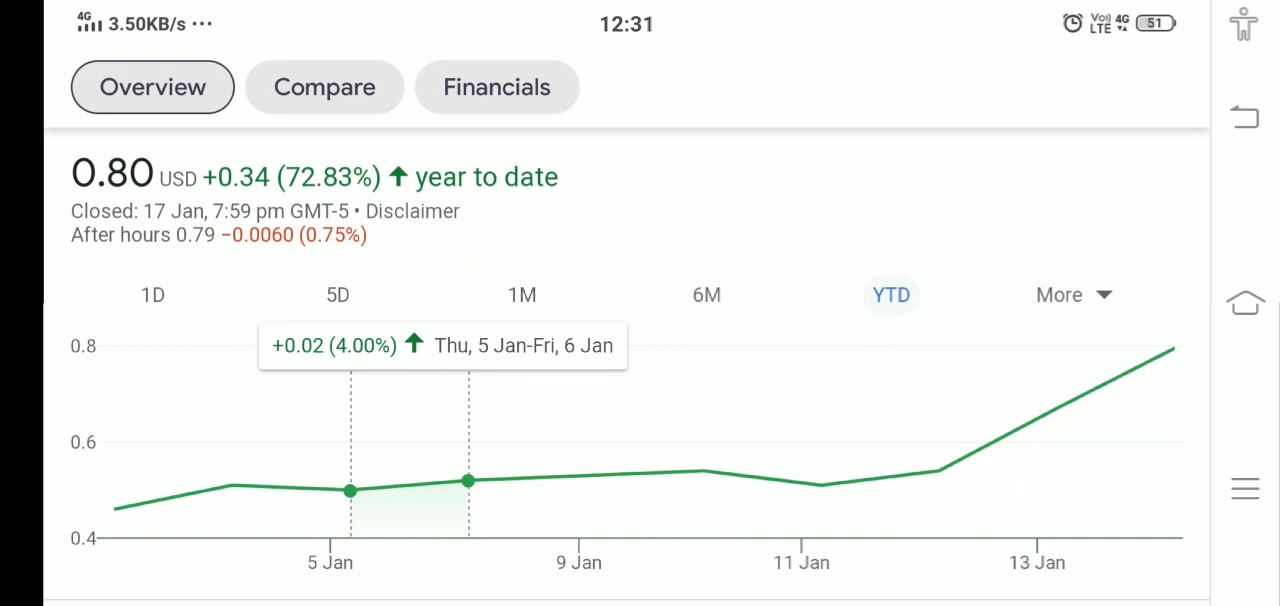 4G 3.50KB/s ... 12:31 Vo) LTE 4G 51
Overview Compare Financials
0.80 USD +0.34 (72.83%) ↑ year to date
Closed: 17 Jan, 7:59 pm GMT-5 • Disclaimer
After hours 0.79 −0.0060 (0.75%)
1D 5D 1M 6M YTD More
+0.02 (4.00%) ↑ Thu, 5 Jan-Fri, 6 Jan
0.8
0.6
0.4
5 Jan 9 Jan 11 Jan 13 Jan